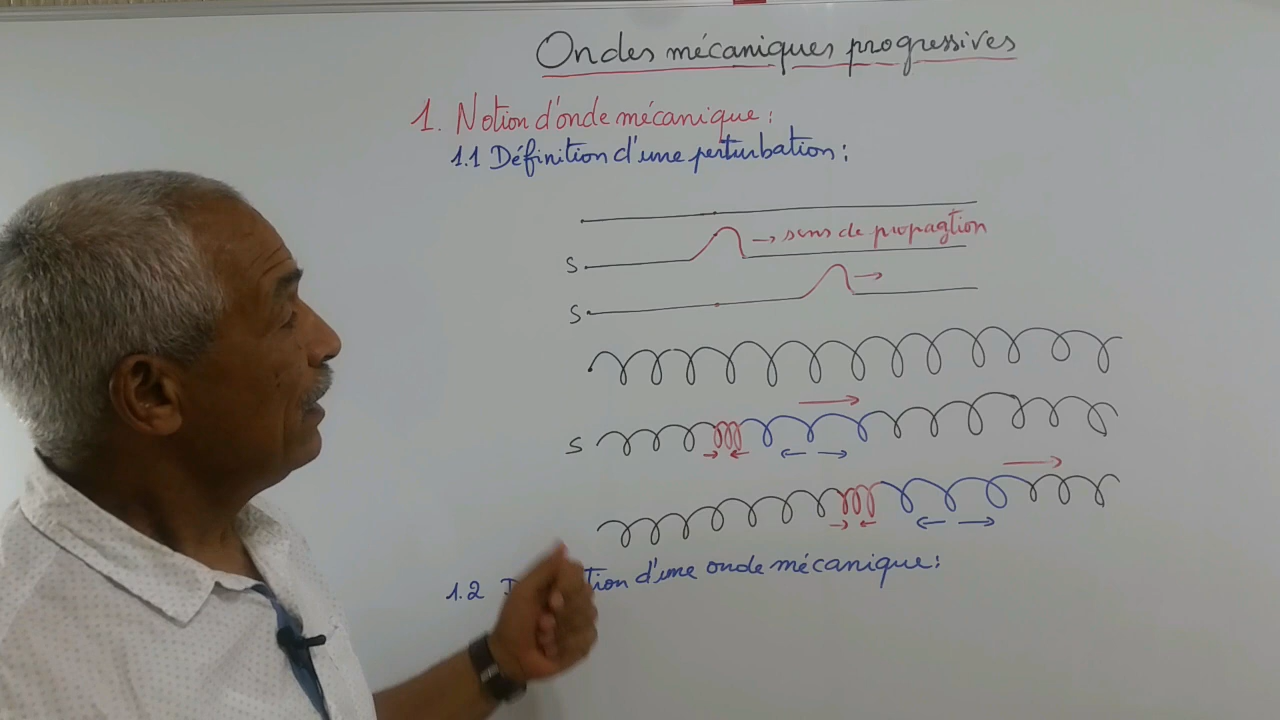 Ondes mécaniques progressives
1. Notion d'onde mécanique :
1.1 Définition d'une perturbation :
S → sens de propagtion
S →
S
1.2 d'une onde mécanique :